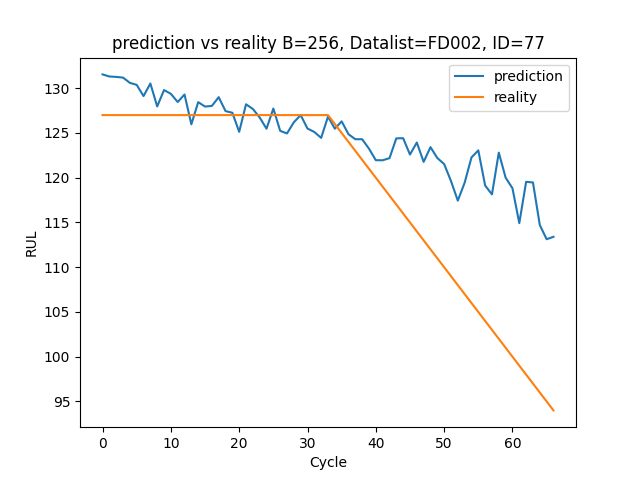 prediction vs reality B=256, Datalist=FD002, ID=77
prediction
reality
RUL
130
125
120
115
110
105
100
95
0 10 20 30 40 50 60
Cycle